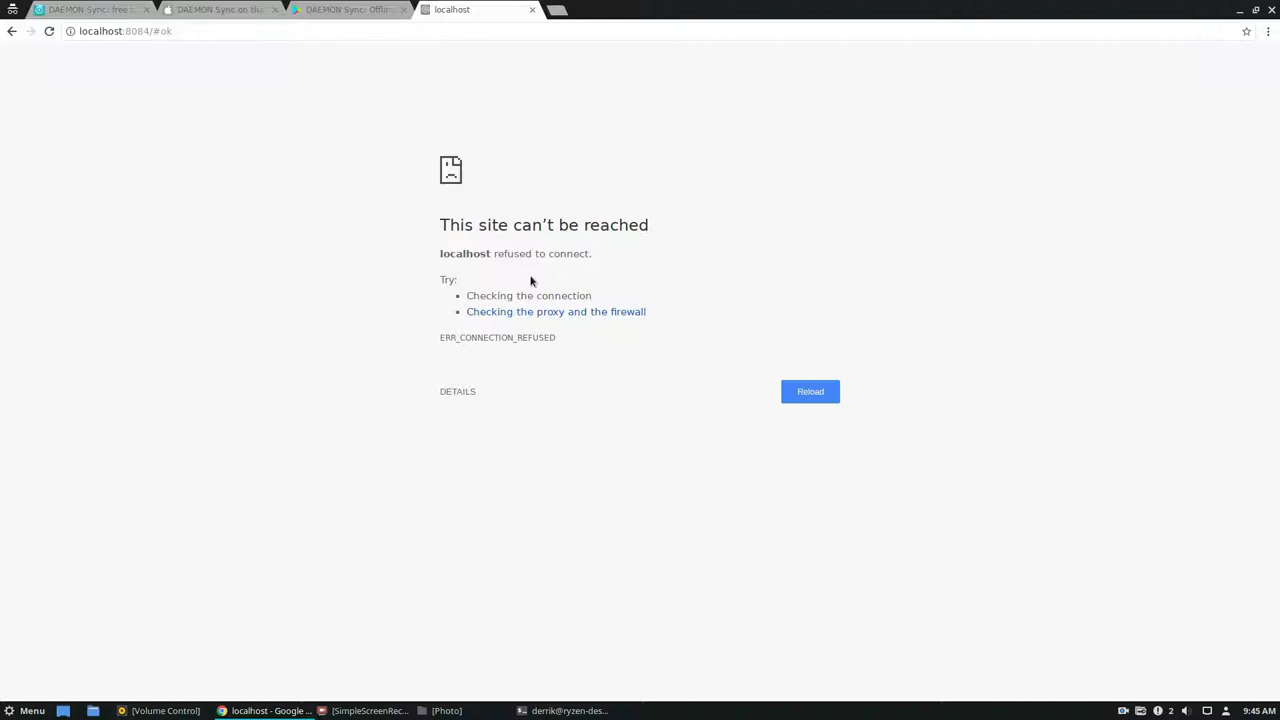 DAEMON Sync: free
DAEMON Sync on th
DAEMON Sync: Offli
localhost
localhost:8084/#ok
This site can’t be reached
localhost refused to connect.
Try:
• Checking the connection
• Checking the proxy and the firewall
ERR_CONNECTION_REFUSED
DETAILS
Reload
Menu
[Volume Control]
localhost - Google ...
[SimpleScreenRec...
[Photo]
derrik@ryzen-des...
2
9:45 AM